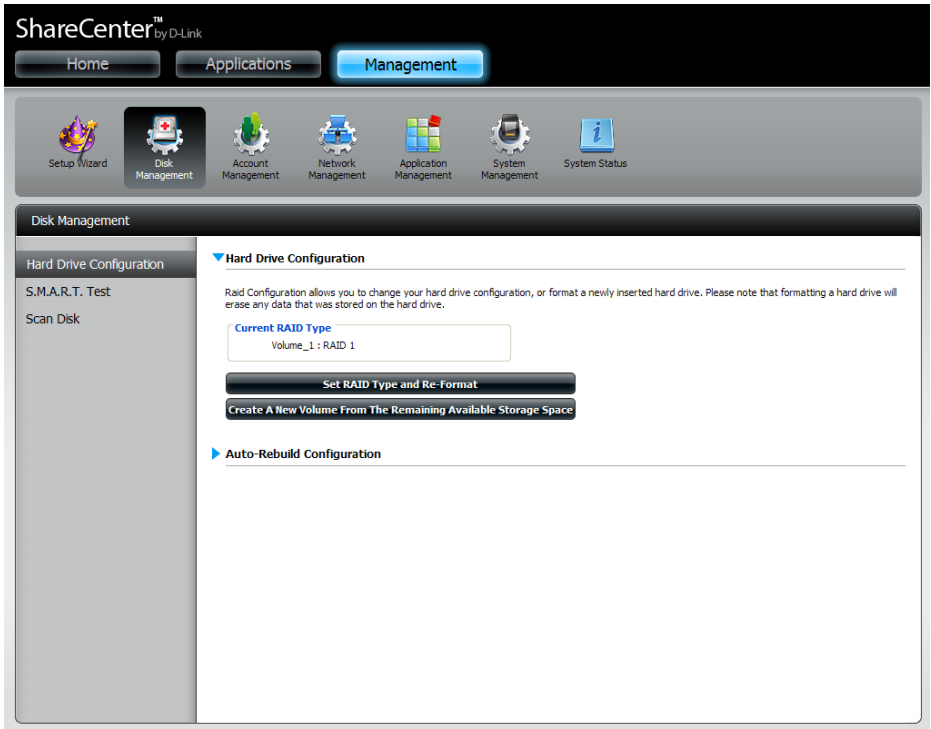 ShareCenter™ by D-Link
Home Applications Management
Setup Wizard
Disk
Management
Account
Management
Network
Management
Application
Management
System
Management
System Status
Disk Management
Hard Drive Configuration
S.M.A.R.T. Test
Scan Disk
Hard Drive Configuration
Raid Configuration allows you to change your hard drive configuration, or format a newly inserted hard drive. Please note that formatting a hard drive will
erase any data that was stored on the hard drive.
Current RAID Type
Volume_1 : RAID 1
Set RAID Type and Re-Format
Create A New Volume From The Remaining Available Storage Space
Auto-Rebuild Configuration